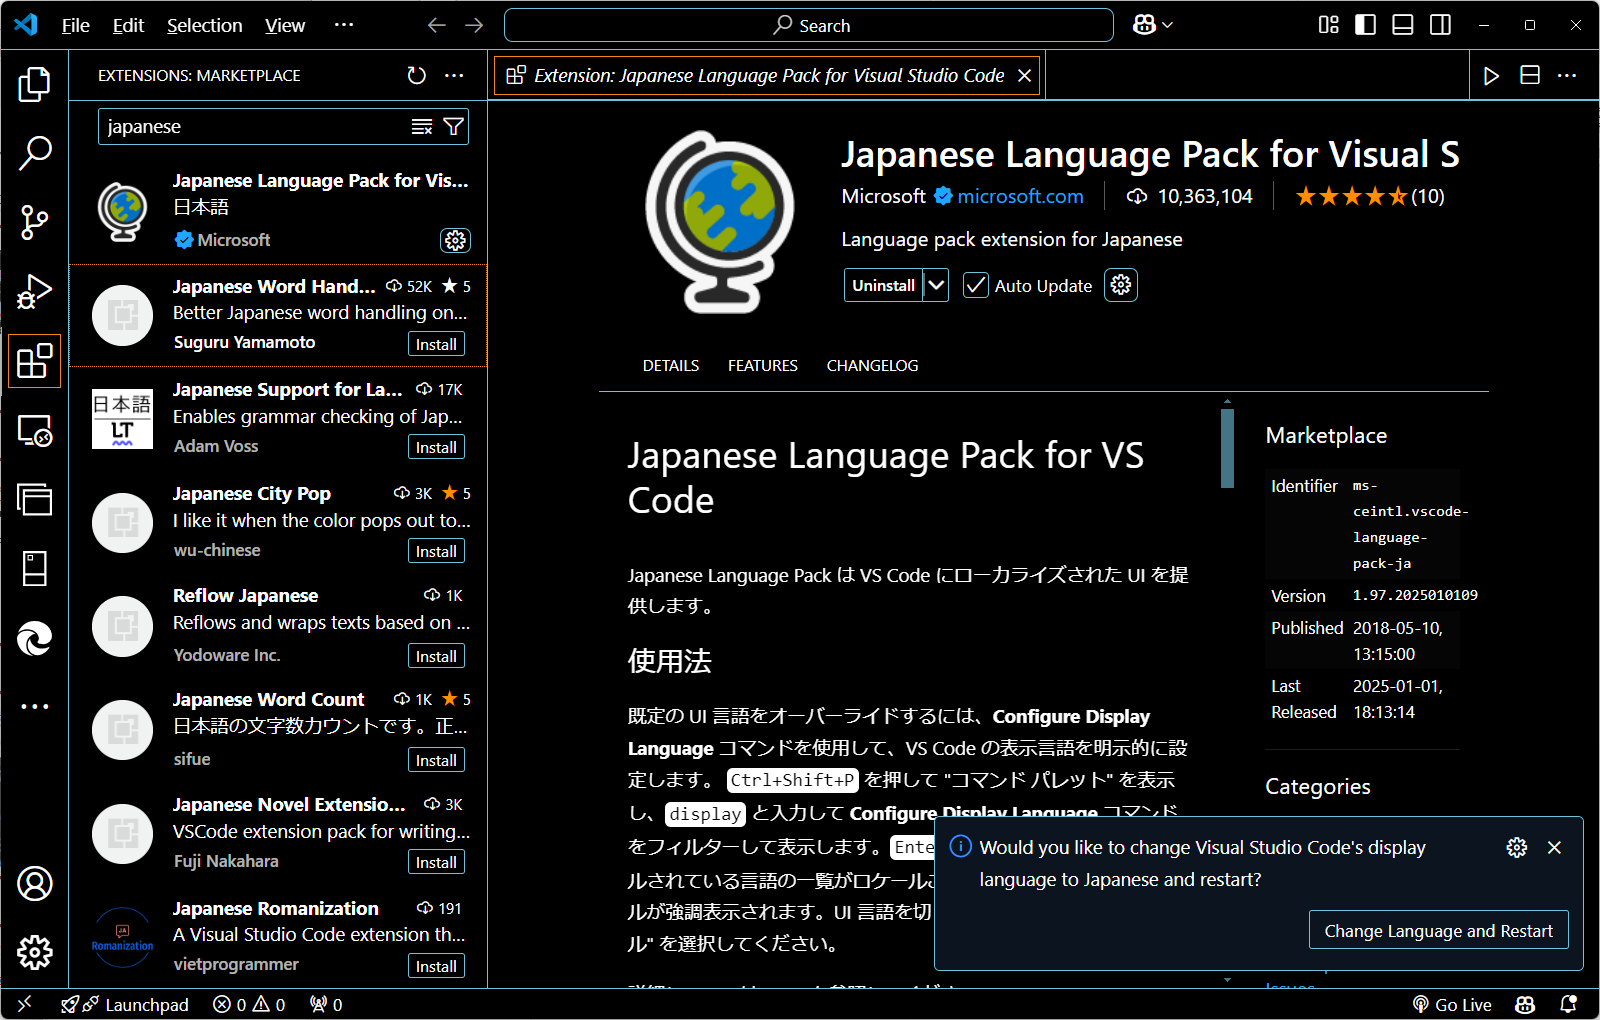 File Edit Selection View ··· Search
EXTENSIONS: MARKETPLACE ···
japanese
Japanese Language Pack for Vis...
日本語
Microsoft
Japanese Word Hand... 52K ★ 5
Better Japanese word handling on...
Suguru Yamamoto Install
日本語
LT
Japanese Support for La... 17K
Enables grammar checking of Jap...
Adam Voss Install
Japanese City Pop 3K ★ 5
I like it when the color pops out to...
wu-chinese Install
Reflow Japanese 1K
Reflows and wraps texts based on ...
Yodoware Inc. Install
Japanese Word Count 1K ★ 5
日本語の文字数カウントです。正...
sifue Install
Japanese Novel Extensio... 3K
VSCode extension pack for writing...
Fuji Nakahara Install
JA
Romanization
Japanese Romanization 191
A Visual Studio Code extension th...
vietprogrammer Install
Extension: Japanese Language Pack for Visual Studio Code
Japanese Language Pack for Visual S
Microsoft microsoft.com 10,363,104 (10)
Language pack extension for Japanese
Uninstall Auto Update
DETAILS FEATURES CHANGELOG
Japanese Language Pack for VS
Code
Japanese Language Pack は VS Code にローカライズされた UI を提
供します。
使用法
既定の UI 言語をオーバーライドするには、Configure Display
Language コマンドを使用して、VS Code の表示言語を明示的に設
定します。 Ctrl+Shift+P を押して "コマンド パレット" を表示
し、 display と入力して Configure Display Language コマンド
をフィルターして表示します。 Ente
ルされている言語の一覧がロケール
ルが強調表示されます。UI 言語を切
ル" を選択してください。
Marketplace
Identifier ms-
ceintl.vscode-
language-
pack-ja
Version 1.97.2025010109
Published 2018-05-10,
13:15:00
Last 2025-01-01,
Released 18:13:14
Categories
Would you like to change Visual Studio Code's display
language to Japanese and restart?
Change Language and Restart
Issues
Launchpad 0 0 0 Go Live